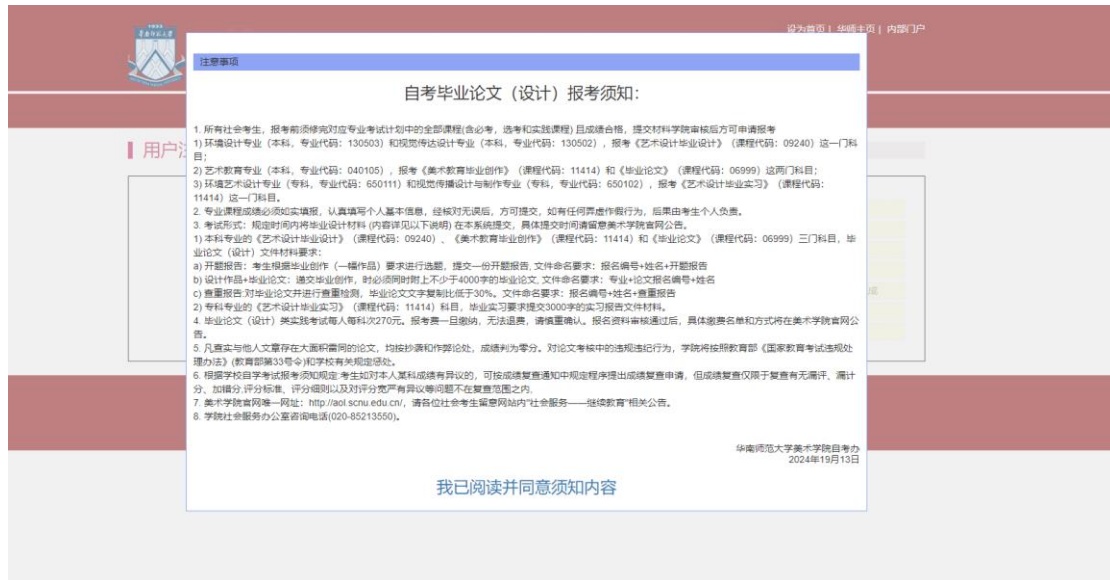 华南师范大学
设为首页 | 华师主页 | 内部门户
注意事项
自考毕业论文（设计）报考须知：
1. 所有社会考生，报考前须修完对应专业考试计划中的全部课程(含必考，选考和实践课程) 且成绩合格，提交材料学院审核后方可申请报考
1) 环境设计专业（本科，专业代码：130503）和视觉传达设计专业（本科，专业代码：130502），报考《艺术设计毕业设计》（课程代码：09240）这一门科
目；
2) 艺术教育专业（本科，专业代码：040105），报考《美术教育毕业创作》（课程代码：11414）和《毕业论文》（课程代码：06999）这两门科目；
3) 环境艺术设计专业（专科，专业代码：650111）和视觉传播设计与制作专业（专科，专业代码：650102），报考《艺术设计毕业实习》（课程代码：
11414）这一门科目。
2. 专业课程成绩必须如实填报，认真填写个人基本信息，经核对无误后，方可提交，如有任何弄虚作假行为，后果由考生个人负责。
3. 考试形式：规定时间内将毕业设计材料 (内容详见以下说明) 在本系统提交，具体提交时间请留意美术学院官网公告。
1) 本科专业的《艺术设计毕业设计》（课程代码：09240）、《美术教育毕业创作》（课程代码：11414）和《毕业论文》（课程代码：06999）三门科目，毕
业论文（设计）文件材料要求：
a) 开题报告：考生根据毕业创作（一幅作品）要求进行选题，提交一份开题报告, 文件命名要求：报名编号+姓名+开题报告
b) 设计作品+毕业论文：递交毕业创作，时必须同时附上不少于4000字的毕业论文, 文件命名要求：专业+论文报名编号+姓名
c) 查重报告:对毕业论文并进行查重检测，毕业论文文字复制比低于30%。文件命名要求：报名编号+姓名+查重报告
2) 专科专业的《艺术设计毕业实习》（课程代码：11414）科目，毕业实习要求提交3000字的实习报告文件材料。
4. 毕业论文（设计）类实践考试每人每科次270元。报考费一旦缴纳，无法退费，请慎重确认。报名资料审核通过后，具体缴费名单和方式将在美术学院官网公
告。
5. 凡查实与他人文章存在大面积雷同的论文，均按抄袭和作弊论处，成绩判为零分。对论文考核中的违规违纪行为，学院将按照教育部《国家教育考试违规处
理办法》(教育部第33号令)和学校有关规定惩处。
6. 根据学校自学考试报考须知规定:考生如对本人某科成绩有异议的，可按成绩复查通知中规定程序提出成绩复查申请，但成绩复查仅限于复查有无漏评、漏计
分、加错分,评分标准、评分细则以及对评分宽严有异议等问题不在复查范围之内.
7. 美术学院官网唯一网址：http://aol.scnu.edu.cn/，请各位社会考生留意网站内"社会服务——继续教育"相关公告。
8. 学院社会服务办公室咨询电话(020-85213550)。
华南师范大学美术学院自考办
2024年19月13日
我已阅读并同意须知内容
用户注